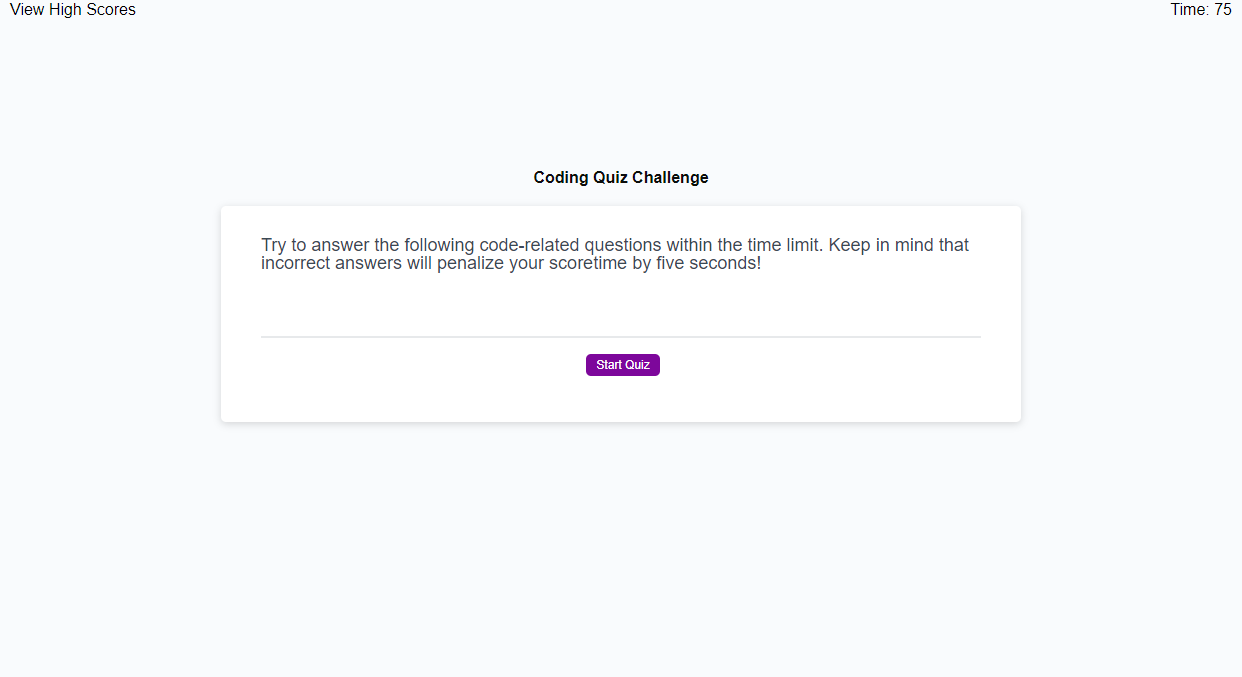 View High Scores
Time: 75
Coding Quiz Challenge
Try to answer the following code-related questions within the time limit. Keep in mind that
incorrect answers will penalize your scoretime by five seconds!
Start Quiz